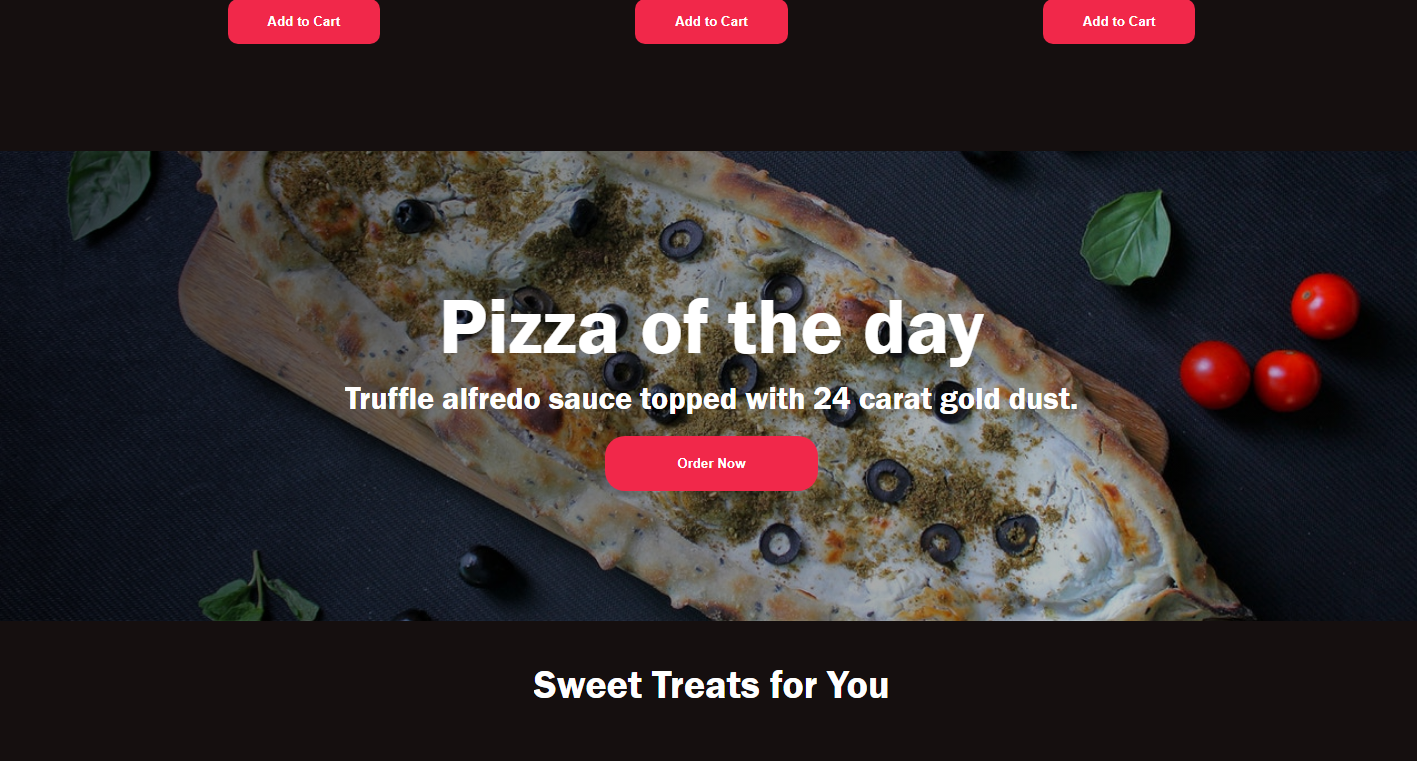 Add to Cart Add to Cart Add to Cart
Pizza of the day
Truffle alfredo sauce topped with 24 carat gold dust.
Order Now
Sweet Treats for You